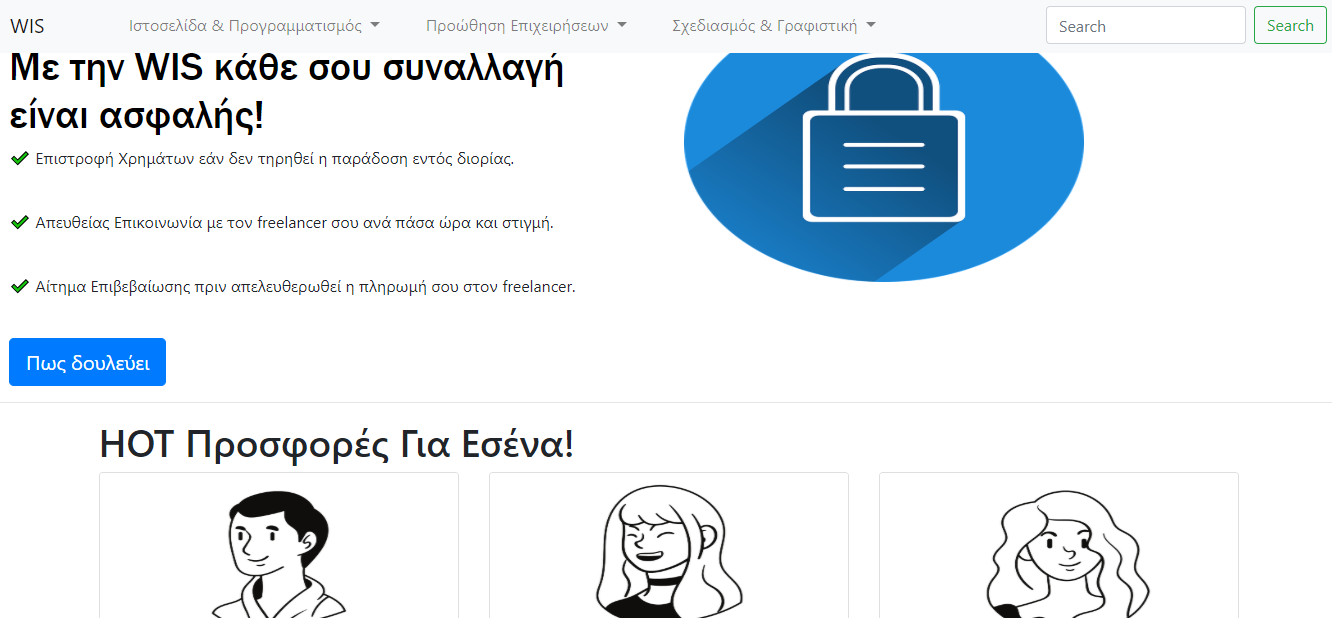 WIS
Ιστοσελίδα & Προγραμματισμός
Προώθηση Επιχειρήσεων
Σχεδιασμός & Γραφιστική
Search
Search
Με την WIS κάθε σου συναλλαγή
είναι ασφαλής!
Επιστροφή Χρημάτων εάν δεν τηρηθεί η παράδοση εντός διορίας.
Απευθείας Επικοινωνία με τον freelancer σου ανά πάσα ώρα και στιγμή.
Αίτημα Επιβεβαίωσης πριν απελευθερωθεί η πληρωμή σου στον freelancer.
Πως δουλεύει
HOT Προσφορές Για Εσένα!